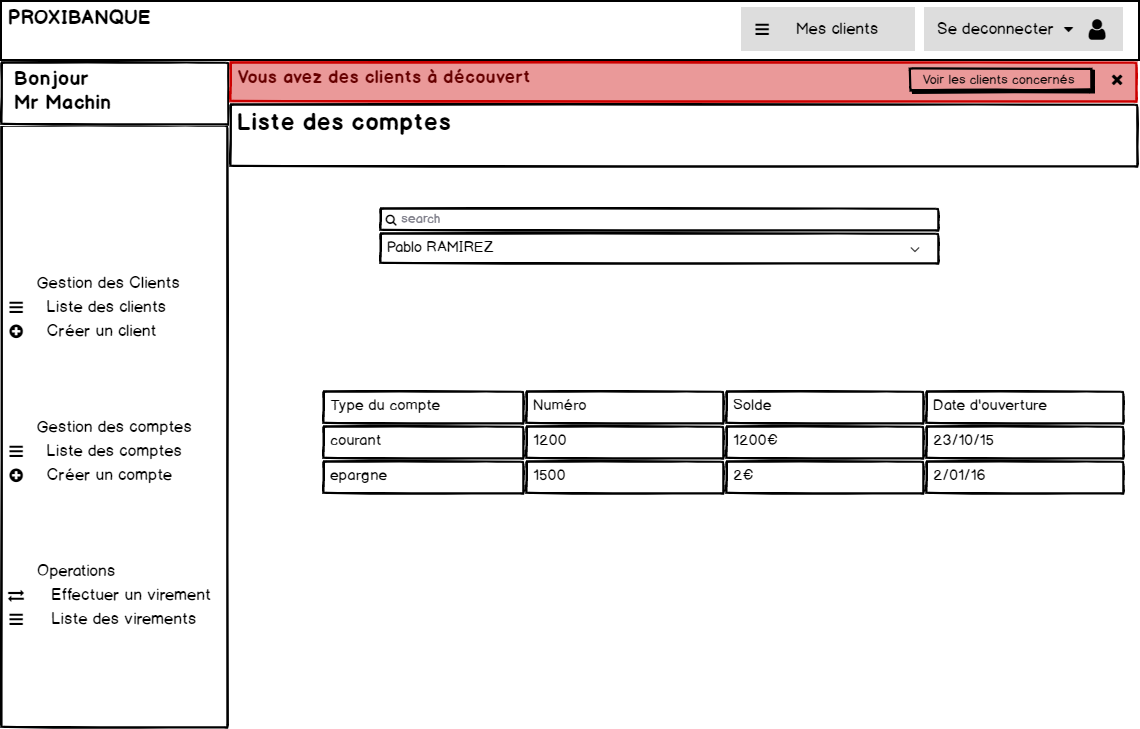 PROXIBANQUE
Mes clients
Se deconnecter
Bonjour
Mr Machin
Vous avez des clients à découvert
Voir les clients concernés
Liste des comptes
search
Pablo RAMIREZ
Gestion des Clients
Liste des clients
Créer un client
Gestion des comptes
Liste des comptes
Créer un compte
Operations
Effectuer un virement
Liste des virements
Type du compte Numéro Solde Date d'ouverture
courant 1200 1200€ 23/10/15
epargne 1500 2€ 2/01/16